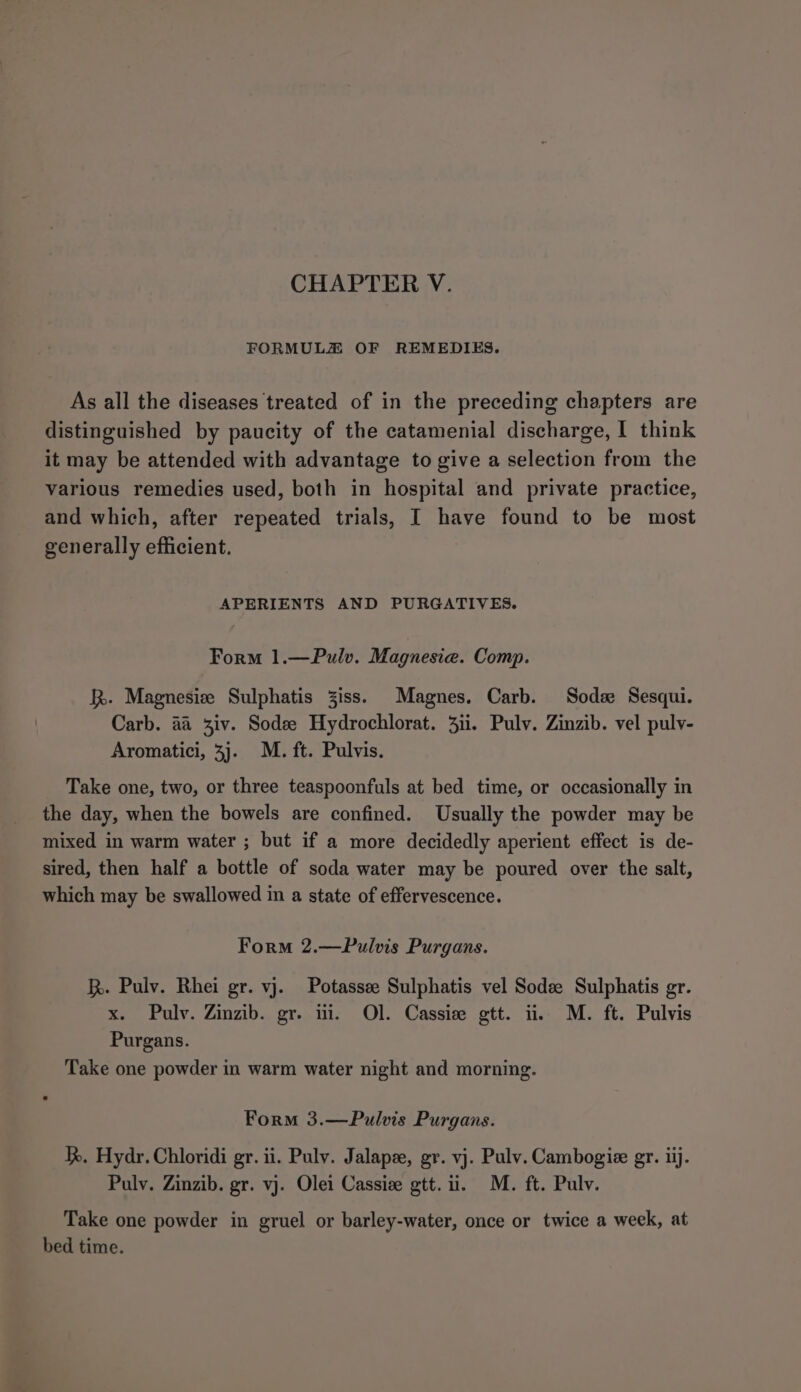 CHAPTER V.
FORMULÆ OF REMEDIES.
As all the diseases treated of in the preceding chapters are
distinguished by paucity of the catamenial discharge, I think
it may be attended with advantage to give a selection from the
various remedies used, both in hospital and private practice,
and which, after repeated trials, I have found to be most
generally efficient.
APERIENTS AND PURGATIVES.
Form 1.—Pulv. Magnesiæ. Comp.
℞. Magnesiæ Sulphatis ℥iss. Magnes. Carb. Sodæ Sesqui.
Carb. āā ʒiv. Sodæ Hydrochlorat. ʒii. Pulv. Zinzib. vel pulv-
Aromatici, ʒj. M. ft. Pulvis.
Take one, two, or three teaspoonfuls at bed time, or occasionally in
the day, when the bowels are confined. Usually the powder may be
mixed in warm water ; but if a more decidedly aperient effect is de-
sired, then half a bottle of soda water may be poured over the salt,
which may be swallowed in a state of effervescence.
Form 2.—Pulvis Purgans.
℞. Pulv. Rhei gr. vj. Potassæ Sulphatis vel Sodæ Sulphatis gr.
x. Pulv. Zinzib. gr. iii. Ol. Cassiæ gtt. ii. M. ft. Pulvis
Purgans.
Take one powder in warm water night and morning.
Form 3.—Pulvis Purgans.
℞. Hydr. Chloridi gr. ii. Pulv. Jalapæ, gr. vj. Pulv. Cambogiæ gr. iij.
Pulv. Zinzib. gr. vj. Olei Cassiæ gtt. ii. M. ft. Pulv.
Take one powder in gruel or barley-water, once or twice a week, at
bed time.